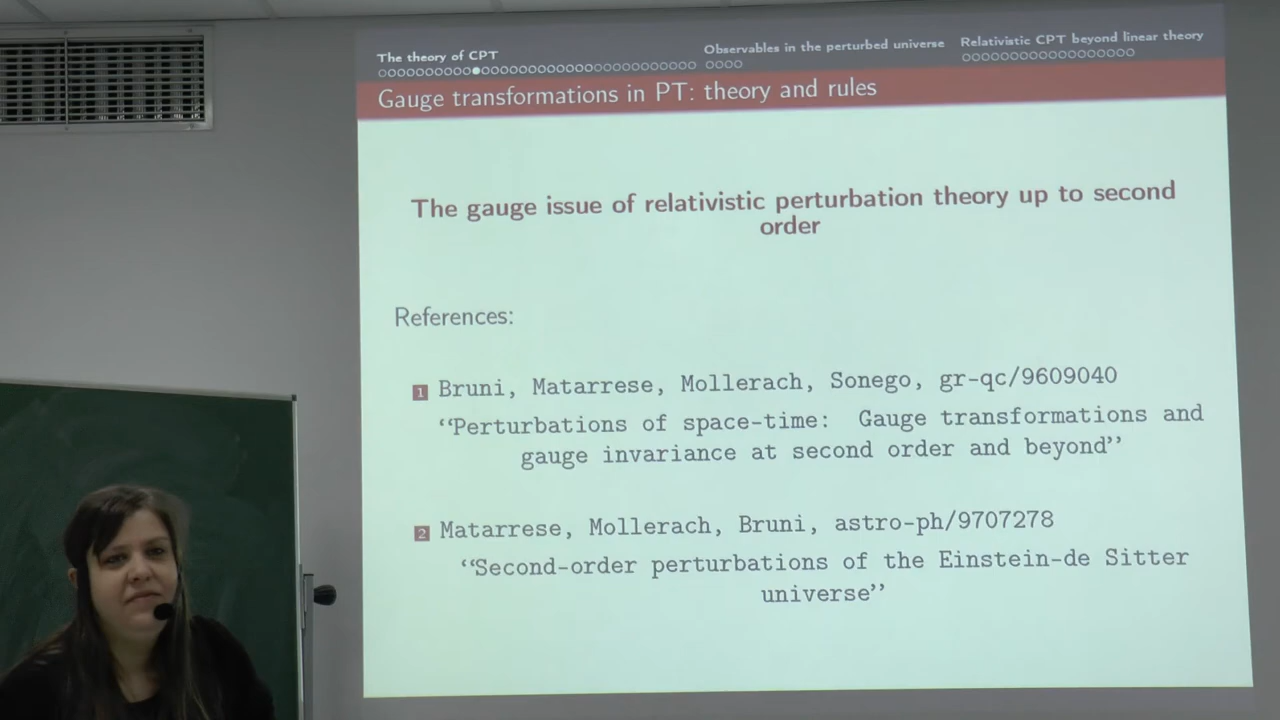 The theory of CPT
Observables in the perturbed universe
Relativistic CPT beyond linear theory
Gauge transformations in PT: theory and rules
The gauge issue of relativistic perturbation theory up to second
order
References:
1 Bruni, Matarrese, Mollerach, Sonego, gr-qc/9609040
“Perturbations of space-time: Gauge transformations and
gauge invariance at second order and beyond”
2 Matarrese, Mollerach, Bruni, astro-ph/9707278
“Second-order perturbations of the Einstein-de Sitter
universe”